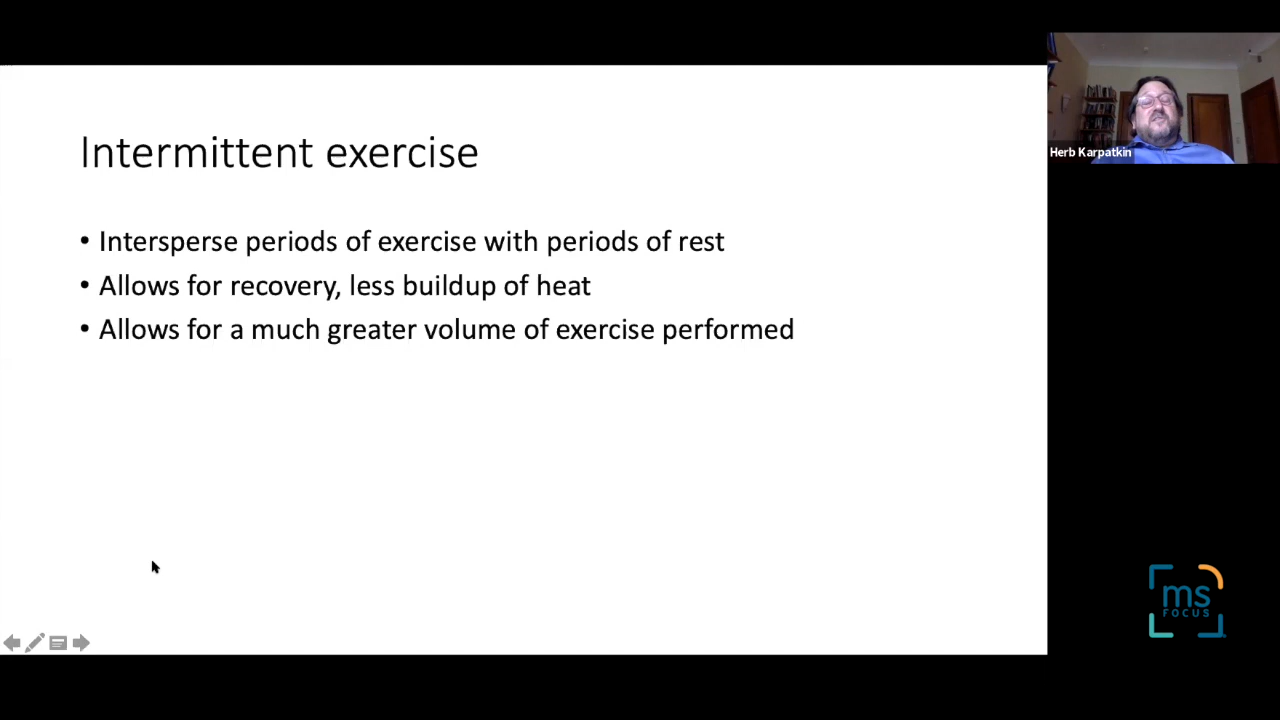 Intermittent exercise
• Intersperse periods of exercise with periods of rest
• Allows for recovery, less buildup of heat
• Allows for a much greater volume of exercise performed
Herb Karpatkin
ms
FOCUS